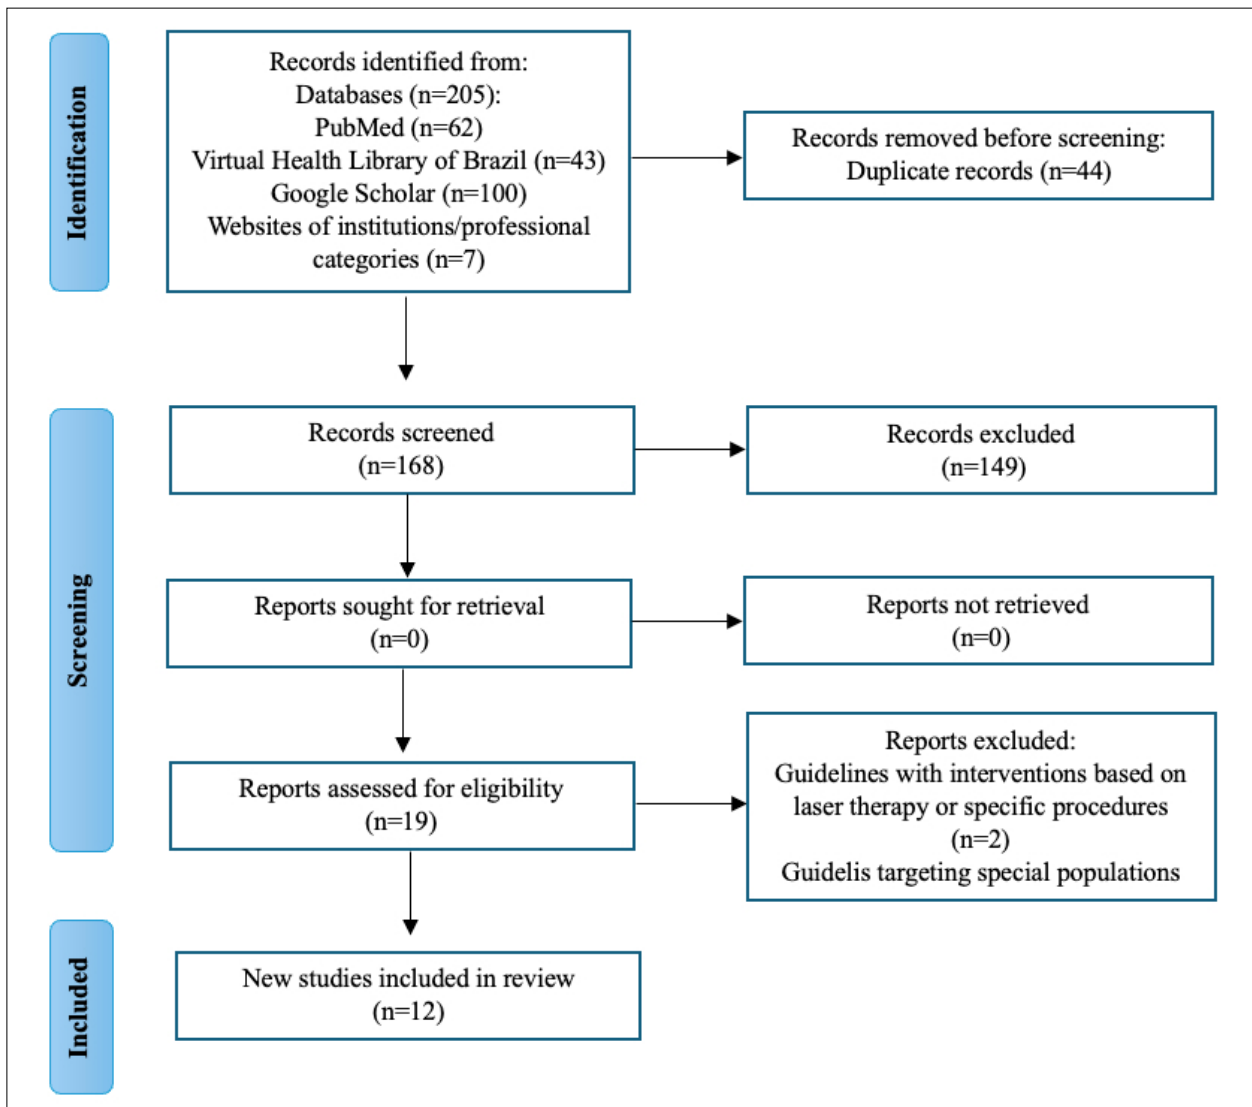 Identification
Records identified from:
Databases (n=205):
PubMed (n=62)
Virtual Health Library of Brazil (n=43)
Google Scholar (n=100)
Websites of institutions/professional
categories (n=7)
Records removed before screening:
Duplicate records (n=44)
Screening
Records screened
(n=168)
Records excluded
(n=149)
Reports sought for retrieval
(n=0)
Reports not retrieved
(n=0)
Reports assessed for eligibility
(n=19)
Reports excluded:
Guidelines with interventions based on
laser therapy or specific procedures
(n=2)
Guidelis targeting special populations
Included
New studies included in review
(n=12)